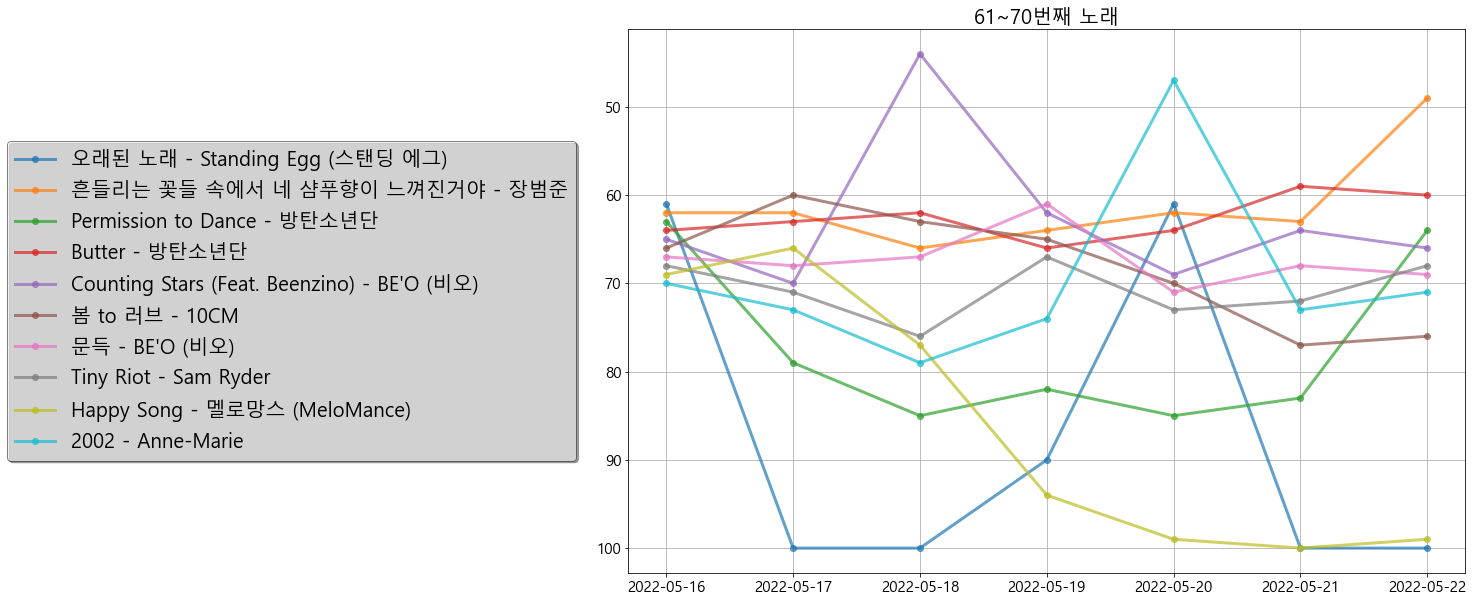 61~70번째 노래
오래된 노래 - Standing Egg (스탠딩 에그)
흔들리는 꽃들 속에서 네 샴푸향이 느껴진거야 - 장범준
Permission to Dance - 방탄소년단
Butter - 방탄소년단
Counting Stars (Feat. Beenzino) - BE'O (비오)
봄 to 러브 - 10CM
문득 - BE'O (비오)
Tiny Riot - Sam Ryder
Happy Song - 멜로망스 (MeloMance)
2002 - Anne-Marie
50
60
70
80
90
100
2022-05-16 2022-05-17 2022-05-18 2022-05-19 2022-05-20 2022-05-21 2022-05-22